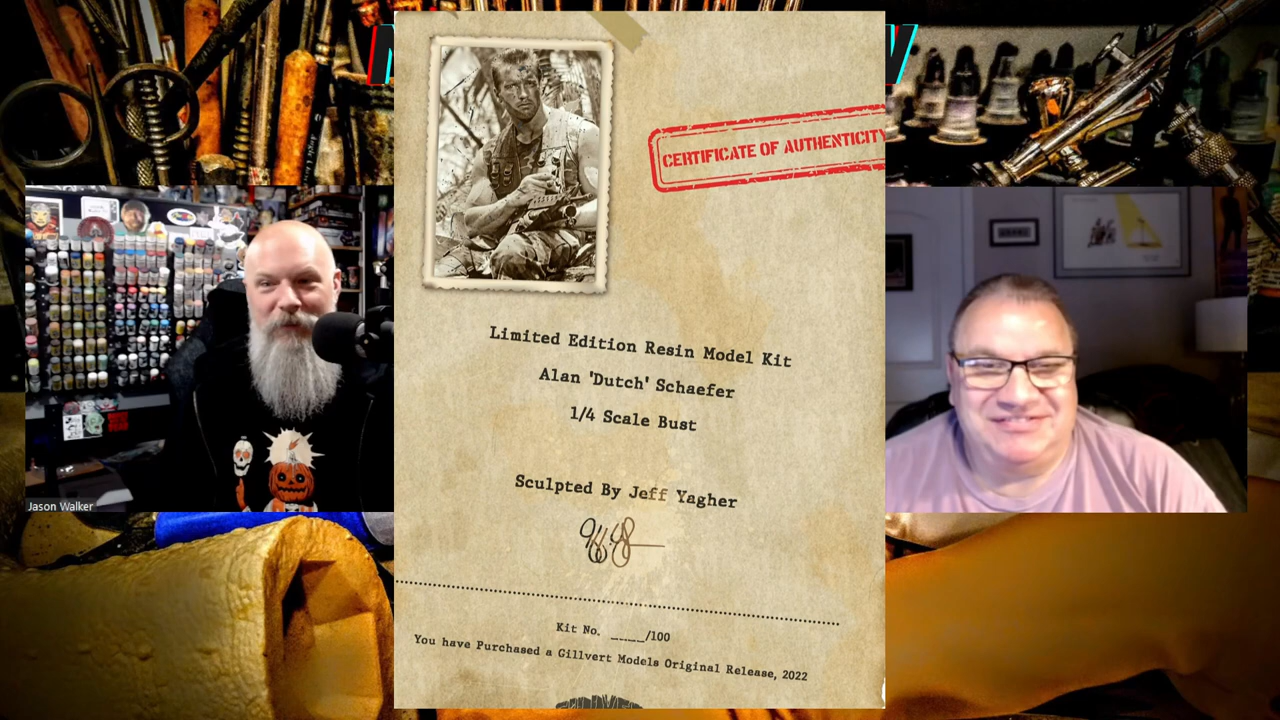 CERTIFICATE OF AUTHENTICITY
Limited Edition Resin Model Kit
Alan 'Dutch' Schaefer
1/4 Scale Bust
Sculpted By Jeff Yagher
Kit No. ____/100
You have Purchased a Gillvert Models Original Release, 2022
Jason Walker